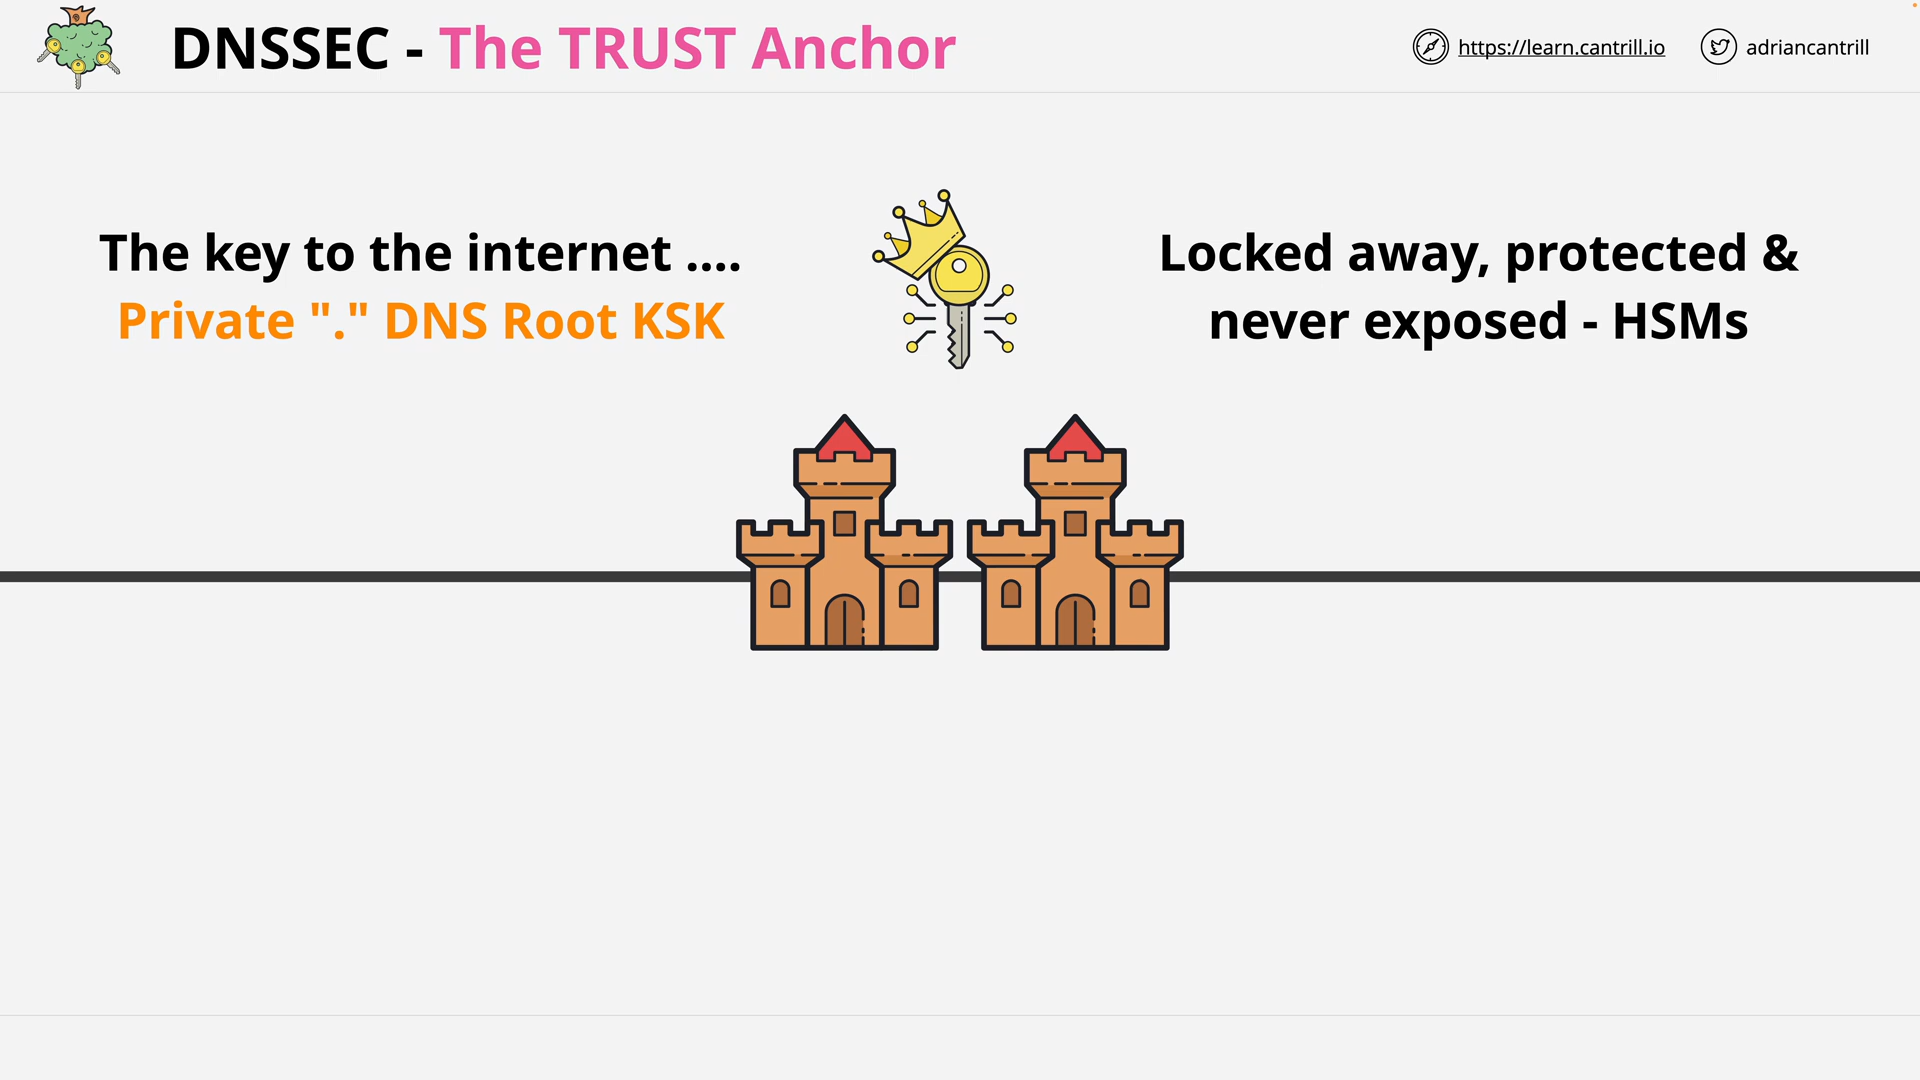 DNSSEC - The TRUST Anchor
https://learn.cantrill.io
adriancantrill
The key to the internet ....
Private "." DNS Root KSK
Locked away, protected &
never exposed - HSMs